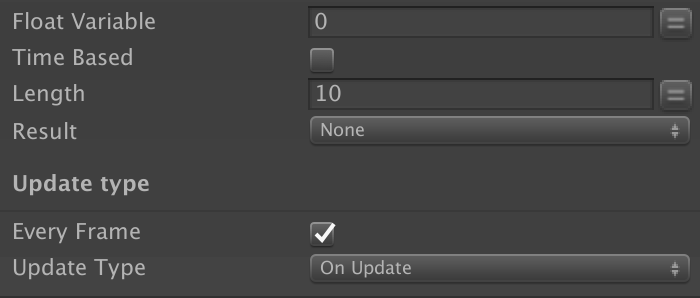 Float Variable 0
Time Based
Length 10
Result None
Update type
Every Frame
Update Type On Update